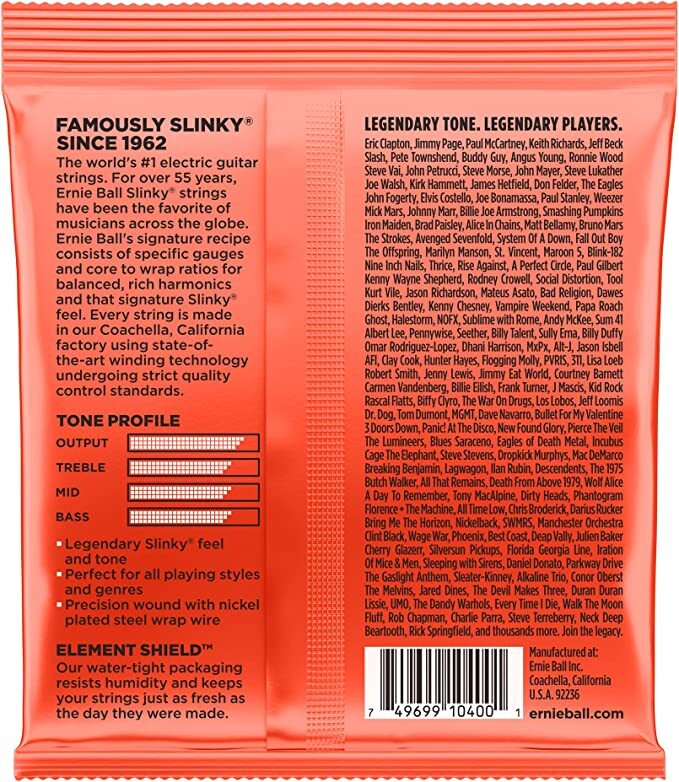 FAMOUSLY SLINKY®
SINCE 1962
The world's #1 electric guitar
strings. For over 55 years,
Ernie Ball Slinky® strings
have been the favorite of
musicians across the globe.
Ernie Ball's signature recipe
consists of specific gauges
and core to wrap ratios for
balanced, rich harmonics
and that signature Slinky®
feel. Every string is made
in our Coachella, California
factory using state-of-
the-art winding technology
undergoing strict quality
control standards.
TONE PROFILE
OUTPUT
TREBLE
MID
BASS
▪ Legendary Slinky® feel
and tone
▪ Perfect for all playing styles
and genres
▪ Precision wound with nickel
plated steel wrap wire
ELEMENT SHIELD™
Our water-tight packaging
resists humidity and keeps
your strings just as fresh as
the day they were made.
LEGENDARY TONE. LEGENDARY PLAYERS.
Eric Clapton, Jimmy Page, Paul McCartney, Keith Richards, Jeff Beck
Slash, Pete Townshend, Buddy Guy, Angus Young, Ronnie Wood
Steve Vai, John Petrucci, Steve Morse, John Mayer, Steve Lukather
Joe Walsh, Kirk Hammett, James Hetfield, Don Felder, The Eagles
John Fogerty, Elvis Costello, Joe Bonamassa, Paul Stanley, Weezer
Mick Mars, Johnny Marr, Billie Joe Armstrong, Smashing Pumpkins
Iron Maiden, Brad Paisley, Alice In Chains, Matt Bellamy, Bruno Mars
The Strokes, Avenged Sevenfold, System Of A Down, Fall Out Boy
The Offspring, Marilyn Manson, St. Vincent, Maroon 5, Blink-182
Nine Inch Nails, Thrice, Rise Against, A Perfect Circle, Paul Gilbert
Kenny Wayne Shepherd, Rodney Crowell, Social Distortion, Tool
Kurt Vile, Jason Richardson, Mateus Asato, Bad Religion, Dawes
Dierks Bentley, Kenny Chesney, Vampire Weekend, Papa Roach
Ghost, Halestorm, NOFX, Sublime with Rome, Andy McKee, Sum 41
Albert Lee, Pennywise, Seether, Billy Talent, Sully Erna, Billy Duffy
Omar Rodriguez-Lopez, Dhani Harrison, MxPx, Alt-J, Jason Isbell
AFI, Clay Cook, Hunter Hayes, Flogging Molly, PVRIS, 311, Lisa Loeb
Robert Smith, Jenny Lewis, Jimmy Eat World, Courtney Barnett
Carmen Vandenberg, Billie Eilish, Frank Turner, J Mascis, Kid Rock
Rascal Flatts, Biffy Clyro, The War On Drugs, Los Lobos, Jeff Loomis
Dr. Dog, Tom Dumont, MGMT, Dave Navarro, Bullet For My Valentine
3 Doors Down, Panic! At The Disco, New Found Glory, Pierce The Veil
The Lumineers, Blues Saraceno, Eagles of Death Metal, Incubus
Cage The Elephant, Steve Stevens, Dropkick Murphys, Mac DeMarco
Breaking Benjamin, Lagwagon, Ilan Rubin, Descendents, The 1975
Butch Walker, All That Remains, Death From Above 1979, Wolf Alice
A Day To Remember, Tony MacAlpine, Dirty Heads, Phantogram
Florence + The Machine, All Time Low, Chris Broderick, Darius Rucker
Bring Me The Horizon, Nickelback, SWMRS, Manchester Orchestra
Clint Black, Wage War, Phoenix, Best Coast, Deap Vally, Julien Baker
Cherry Glazerr, Silversun Pickups, Florida Georgia Line, Iration
Of Mice & Men, Sleeping with Sirens, Daniel Donato, Parkway Drive
The Gaslight Anthem, Sleater-Kinney, Alkaline Trio, Conor Oberst
The Melvins, Jared Dines, The Devil Makes Three, Duran Duran
Lissie, UMO, The Dandy Warhols, Every Time I Die, Walk The Moon
Fluff, Rob Chapman, Charlie Parra, Steve Terreberry, Neck Deep
Beartooth, Rick Springfield, and thousands more. Join the legacy.
7 49699 10400 1
Manufactured at:
Ernie Ball Inc.
Coachella, California
U.S.A. 92236
ernieball.com